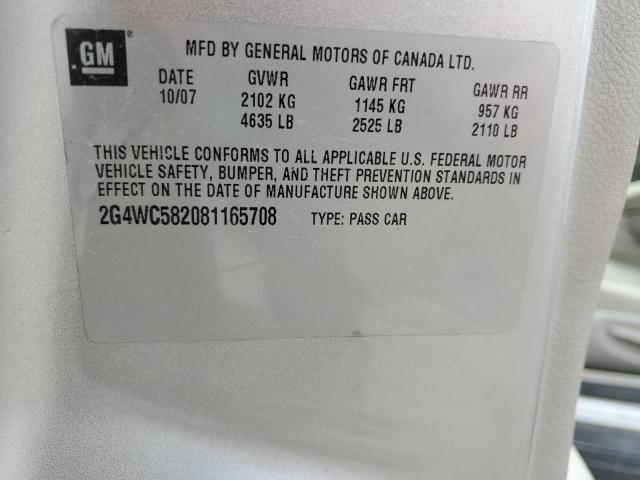 GM ®
MFD BY GENERAL MOTORS OF CANADA LTD.
DATE GVWR GAWR FRT GAWR RR
10/07 2102 KG 1145 KG 957 KG
4635 LB 2525 LB 2110 LB
THIS VEHICLE CONFORMS TO ALL APPLICABLE U.S. FEDERAL MOTOR
VEHICLE SAFETY, BUMPER, AND THEFT PREVENTION STANDARDS IN
EFFECT ON THE DATE OF MANUFACTURE SHOWN ABOVE.
2G4WC582081165708 TYPE: PASS CAR